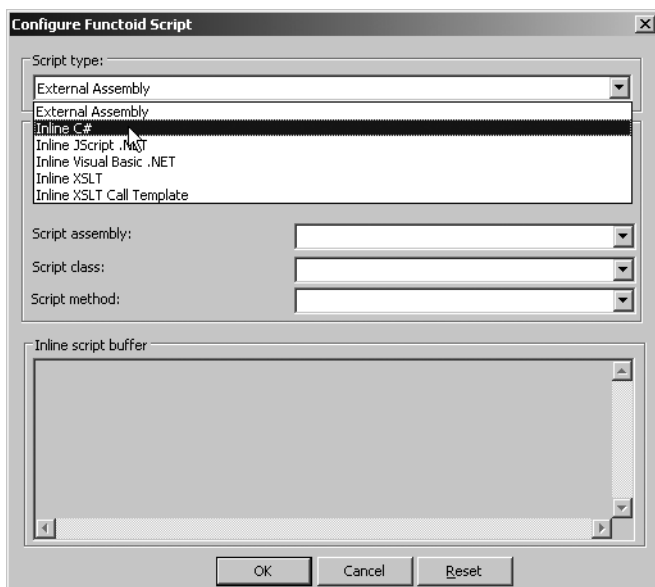 Configure Functoid Script
Script type:
External Assembly
External Assembly
Inline C#
Inline JScript .NET
Inline Visual Basic .NET
Inline XSLT
Inline XSLT Call Template
Script assembly:
Script class:
Script method:
Inline script buffer
OK Cancel Reset